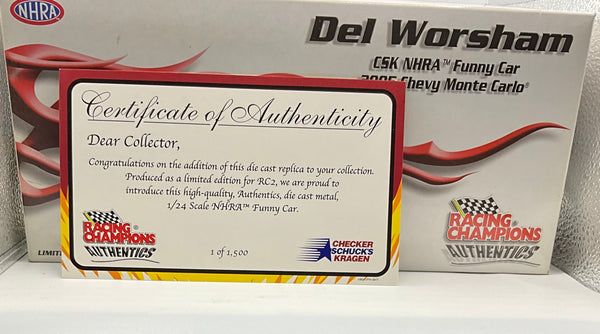 NHRA
Del Worsham
CSK NHRA™ Funny Car
2005 Chevy Monte Carlo®
Certificate of Authenticity
Dear Collector,
Congratulations on the addition of this die cast replica to your collection.
Produced as a limited edition for RC2, we are proud to
introduce this high-quality, Authentics, die cast metal,
1/24 Scale NHRA™ Funny Car.
RACING
CHAMPIONS
AUTHENTICS
1 of 1,500
CHECKER
SCHUCK'S
KRAGEN
RACING
CHAMPIONS
AUTHENTICS